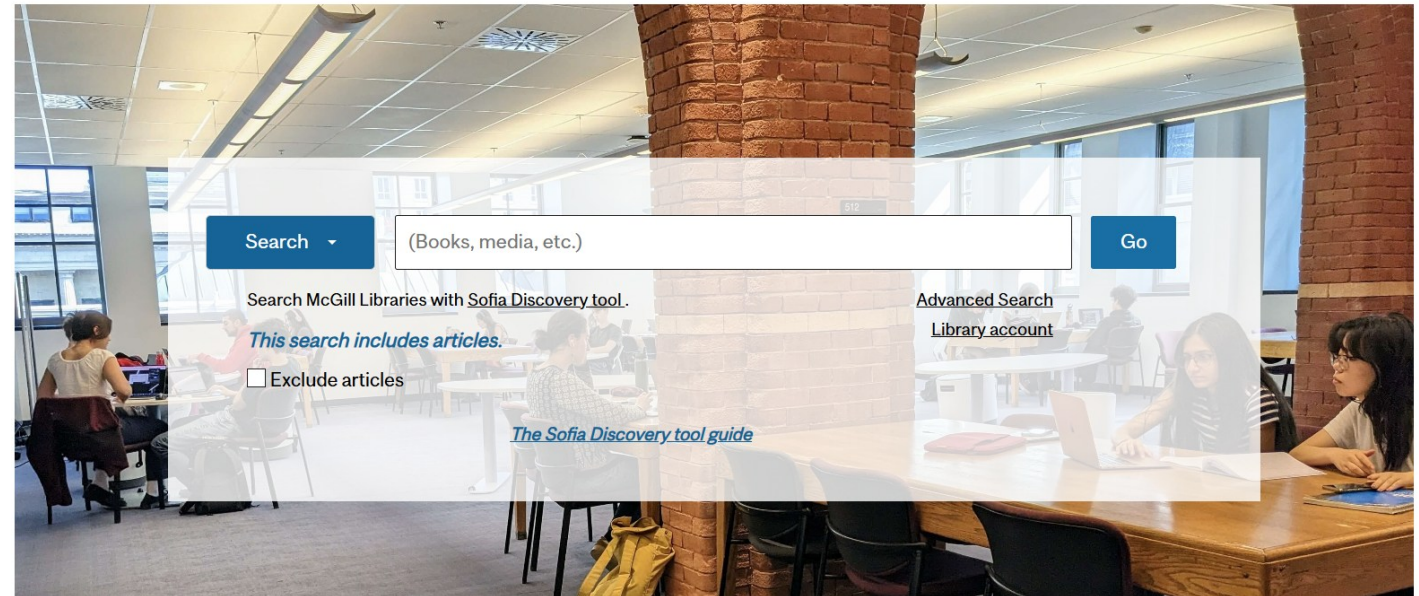 512
Search
(Books, media, etc.)
Go
Search McGill Libraries with Sofia Discovery tool .
Advanced Search
This search includes articles.
Library account
Exclude articles
The Sofia Discovery tool guide